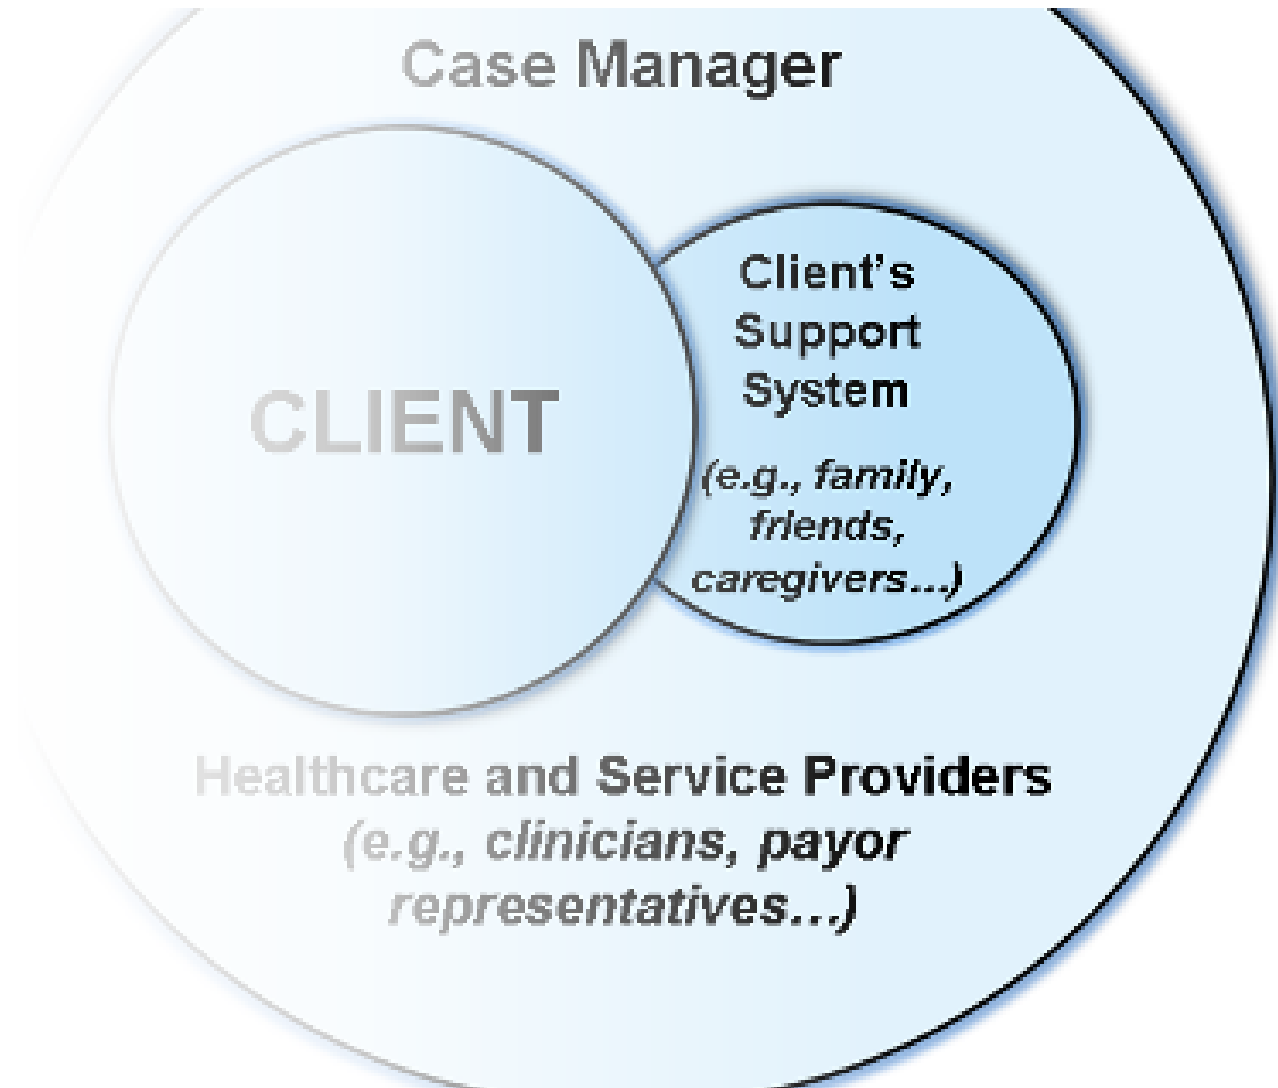 Case Manager
CLIENT
Client's
Support
System
(e.g., family,
friends,
caregivers...)
Healthcare and Service Providers
(e.g., clinicians, payor
representatives...)